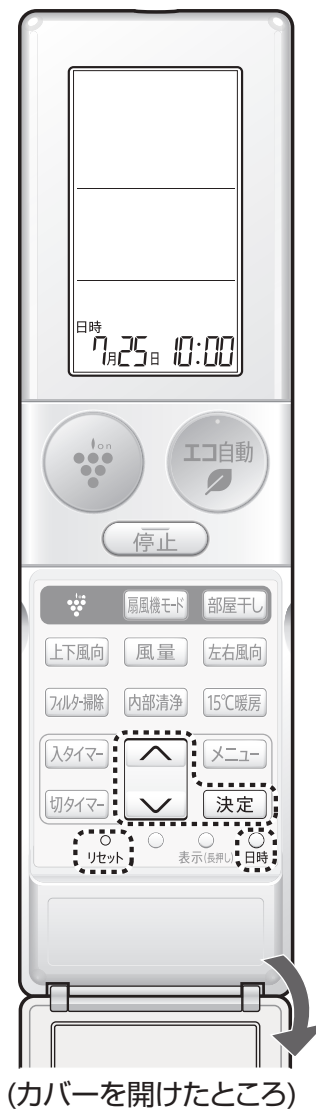 日時
7月25日 10:00
ion
エコ自動
停止
扇風機モード 部屋干し
上下風向 風量 左右風向
フィルター掃除 内部清浄 15℃暖房
入タイマー メニュー
切タイマー 決定
リセット 表示(長押し) 日時
(カバーを開けたところ)